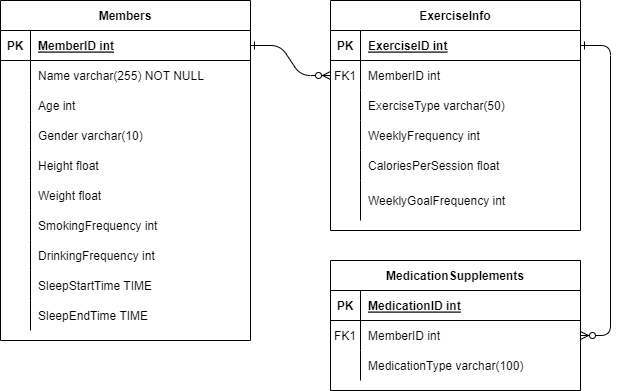 Members
PK MemberID int
Name varchar(255) NOT NULL
Age int
Gender varchar(10)
Height float
Weight float
SmokingFrequency int
DrinkingFrequency int
SleepStartTime TIME
SleepEndTime TIME
ExerciseInfo
PK ExerciseID int
FK1 MemberID int
ExerciseType varchar(50)
WeeklyFrequency int
CaloriesPerSession float
WeeklyGoalFrequency int
MedicationSupplements
PK MedicationID int
FK1 MemberID int
MedicationType varchar(100)